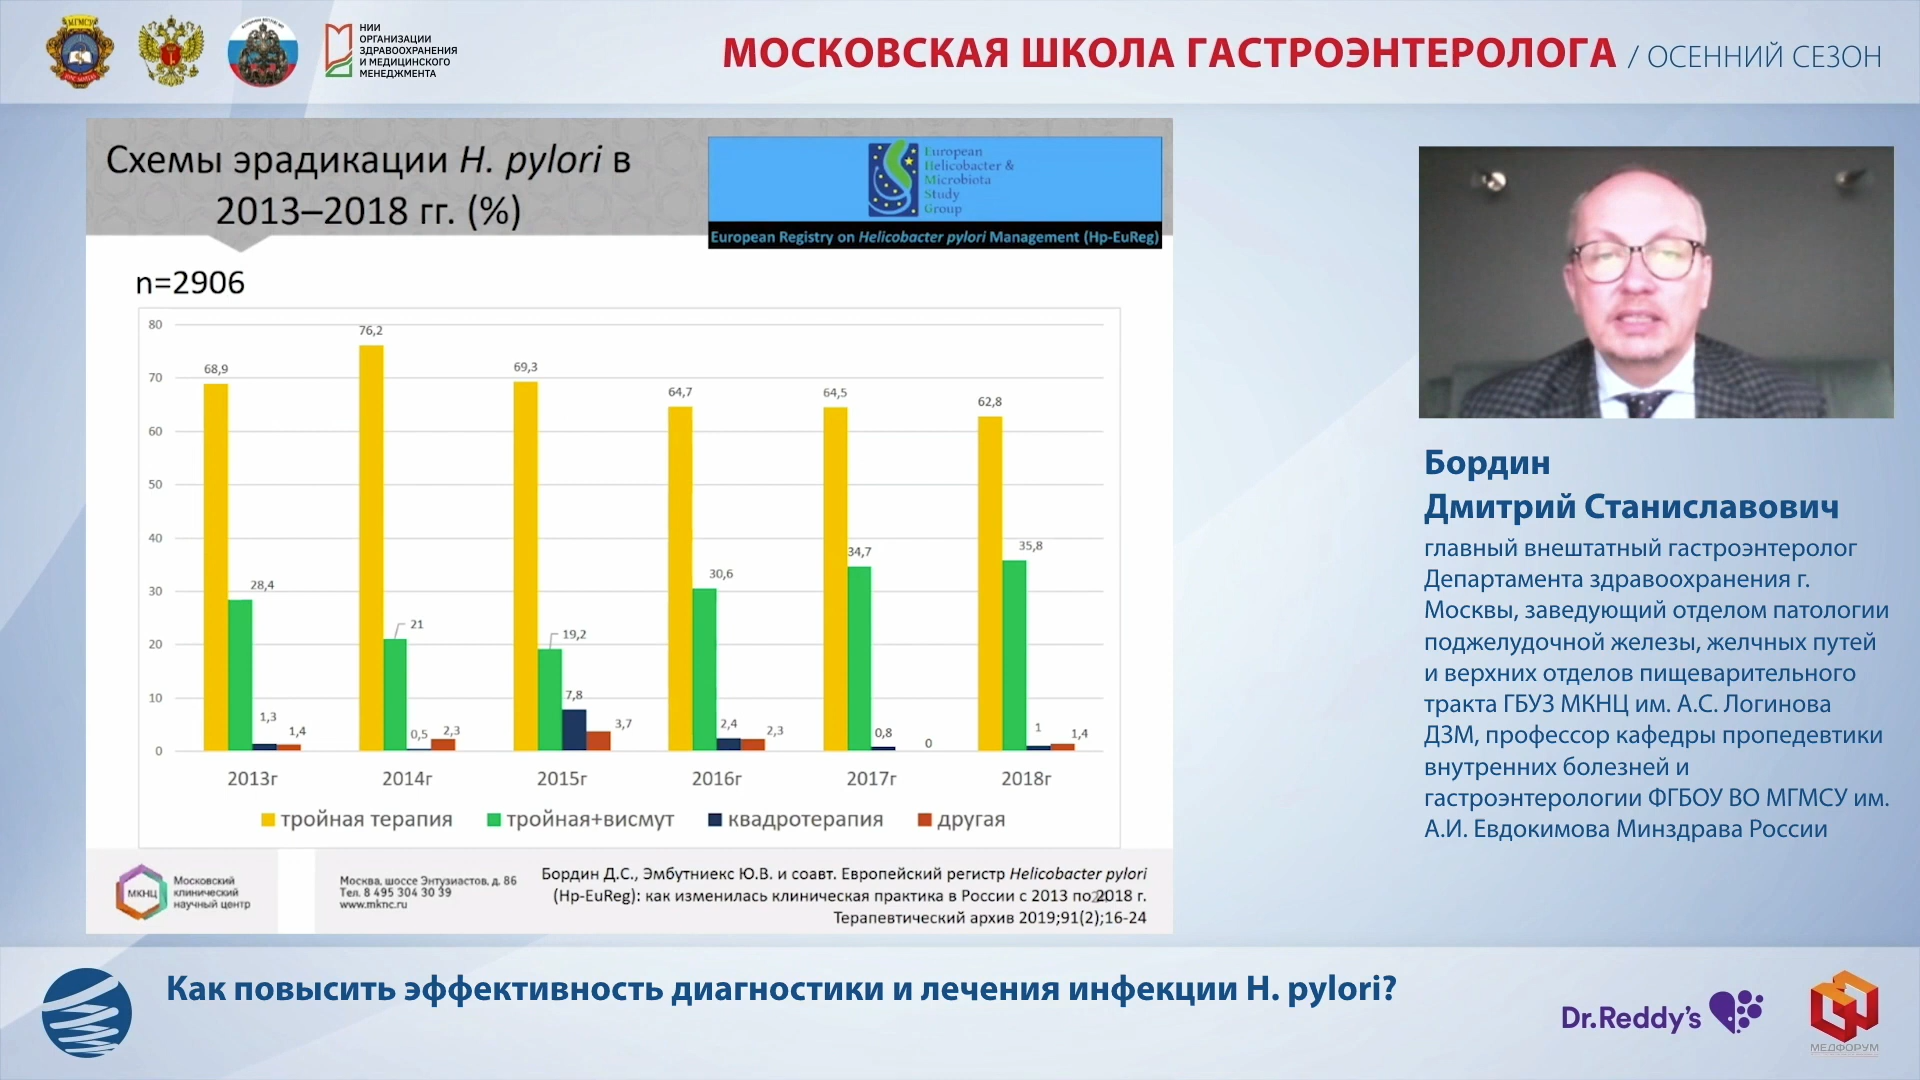 НИИ
ОРГАНИЗАЦИИ
ЗДРАВООХРАНЕНИЯ
И МЕДИЦИНСКОГО
МЕНЕДЖМЕНТА
МОСКОВСКАЯ ШКОЛА ГАСТРОЭНТЕРОЛОГА / ОСЕННИЙ СЕЗОН
Схемы эрадикации H. pylori в
2013–2018 гг. (%)
European
Helicobacter &
Microbiota
Study
Group
European Registry on Helicobacter pylori Management (Hp-EuReg)
n=2906
80
70
60
50
40
30
20
10
0
68,9
28,4
1,3
1,4
76,2
21
0,5
2,3
69,3
19,2
7,8
3,7
64,7
30,6
2,4
2,3
64,5
34,7
0,8
0
62,8
35,8
1
1,4
2013г 2014г 2015г 2016г 2017г 2018г
тройная терапия тройная+висмут квадротерапия другая
МКНЦ
Московский
клинический
научный центр
Москва, шоссе Энтузиастов, д. 86
Тел. 8 495 304 30 39
www.mknc.ru
Бордин Д.С., Эмбутниекс Ю.В. и соавт. Европейский регистр Helicobacter pylori
(Hp-EuReg): как изменилась клиническая практика в России с 2013 по 2018 г.
Терапевтический архив 2019;91(2);16-24
Бордин
Дмитрий Станиславович
главный внештатный гастроэнтеролог
Департамента здравоохранения г.
Москвы, заведующий отделом патологии
поджелудочной железы, желчных путей
и верхних отделов пищеварительного
тракта ГБУЗ МКНЦ им. А.С. Логинова
ДЗМ, профессор кафедры пропедевтики
внутренних болезней и
гастроэнтерологии ФГБОУ ВО МГМСУ им.
А.И. Евдокимова Минздрава России
Как повысить эффективность диагностики и лечения инфекции H. pylori?
Dr.Reddy's
МЕДФОРУМ